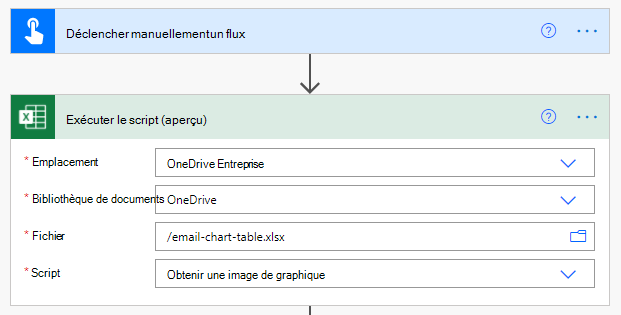 Déclencher manuellementun flux
Exécuter le script (aperçu)
* Emplacement OneDrive Entreprise
* Bibliothèque de documents OneDrive
* Fichier /email-chart-table.xlsx
* Script Obtenir une image de graphique